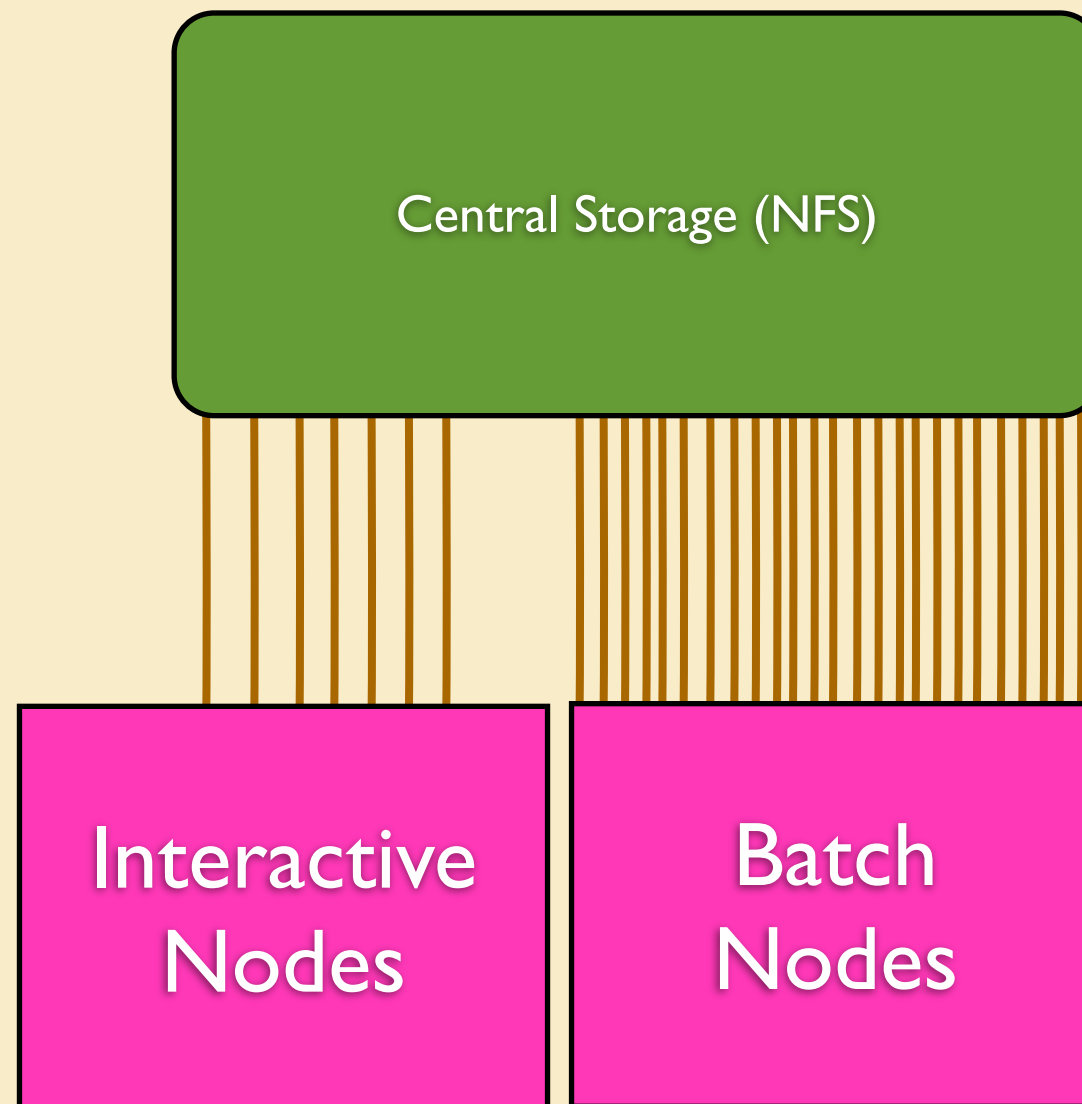 Central Storage (NFS)
Interactive
Nodes
Batch
Nodes